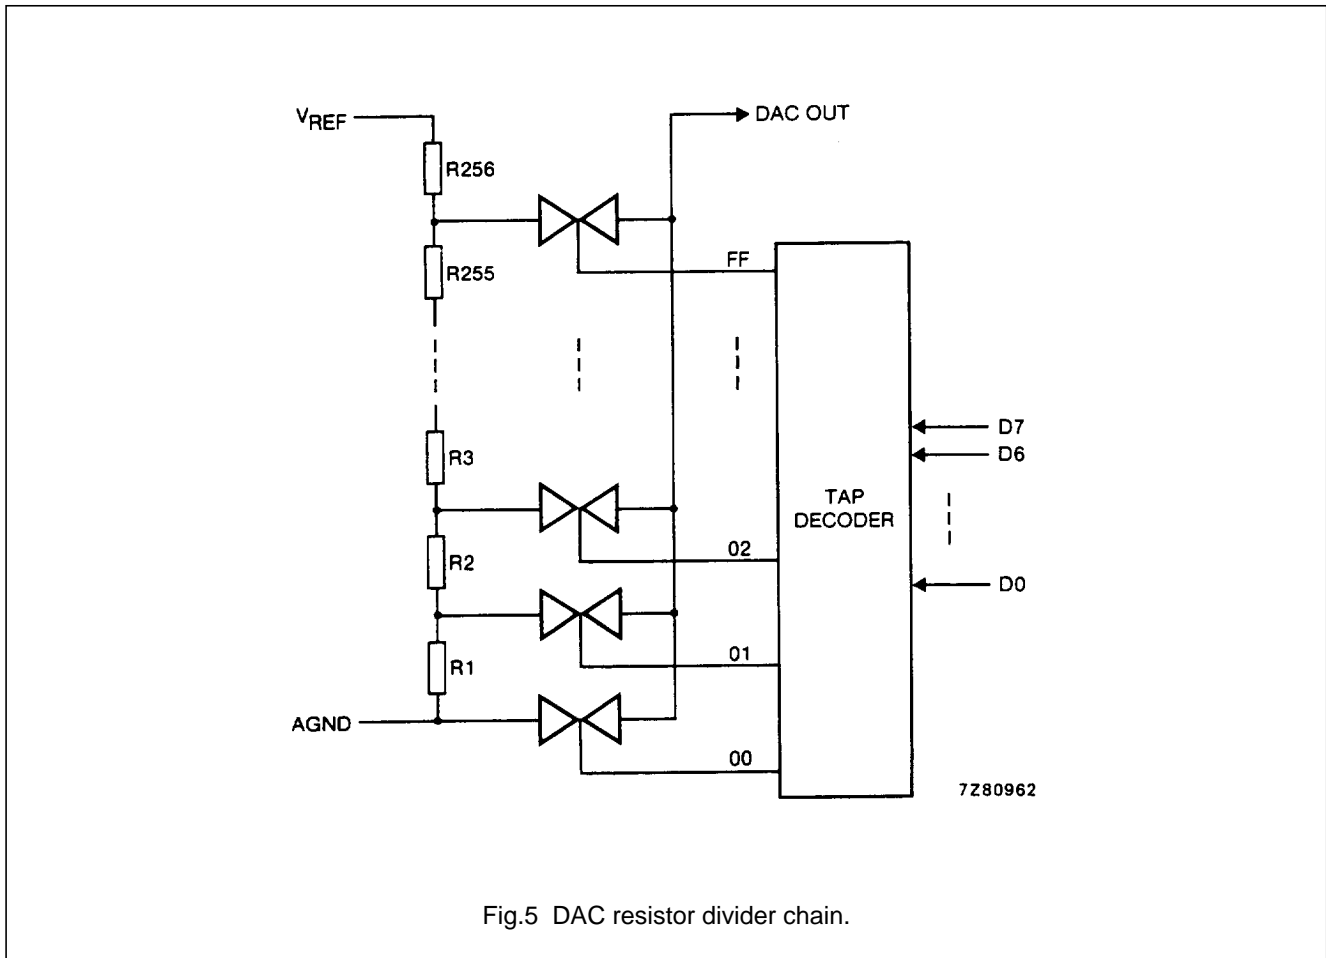 VREF
DAC OUT
R256
R255
FF
R3
D7
D6
TAP
DECODER
02
R2
D0
01
R1
AGND
00
7Z80962
Fig.5 DAC resistor divider chain.